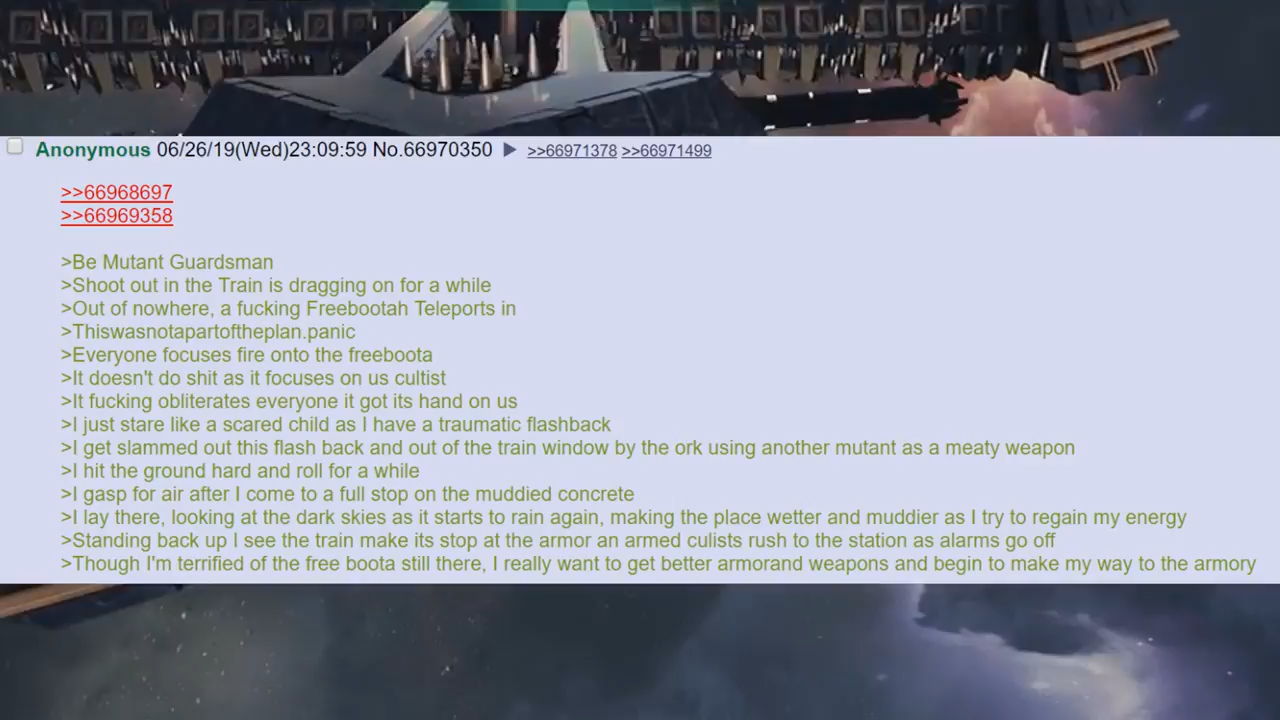 Anonymous 06/26/19(Wed)23:09:59 No.66970350 ▶ >>66971378 >>66971499
>>66968697
>>66969358
>Be Mutant Guardsman
>Shoot out in the Train is dragging on for a while
>Out of nowhere, a fucking Freebootah Teleports in
>Thiswasnotapartoftheplan.panic
>Everyone focuses fire onto the freeboota
>It doesn't do shit as it focuses on us cultist
>It fucking obliterates everyone it got its hand on us
>I just stare like a scared child as I have a traumatic flashback
>I get slammed out this flash back and out of the train window by the ork using another mutant as a meaty weapon
>I hit the ground hard and roll for a while
>I gasp for air after I come to a full stop on the muddied concrete
>I lay there, looking at the dark skies as it starts to rain again, making the place wetter and muddier as I try to regain my energy
>Standing back up I see the train make its stop at the armor an armed culists rush to the station as alarms go off
>Though I'm terrified of the free boota still there, I really want to get better armorand weapons and begin to make my way to the armory